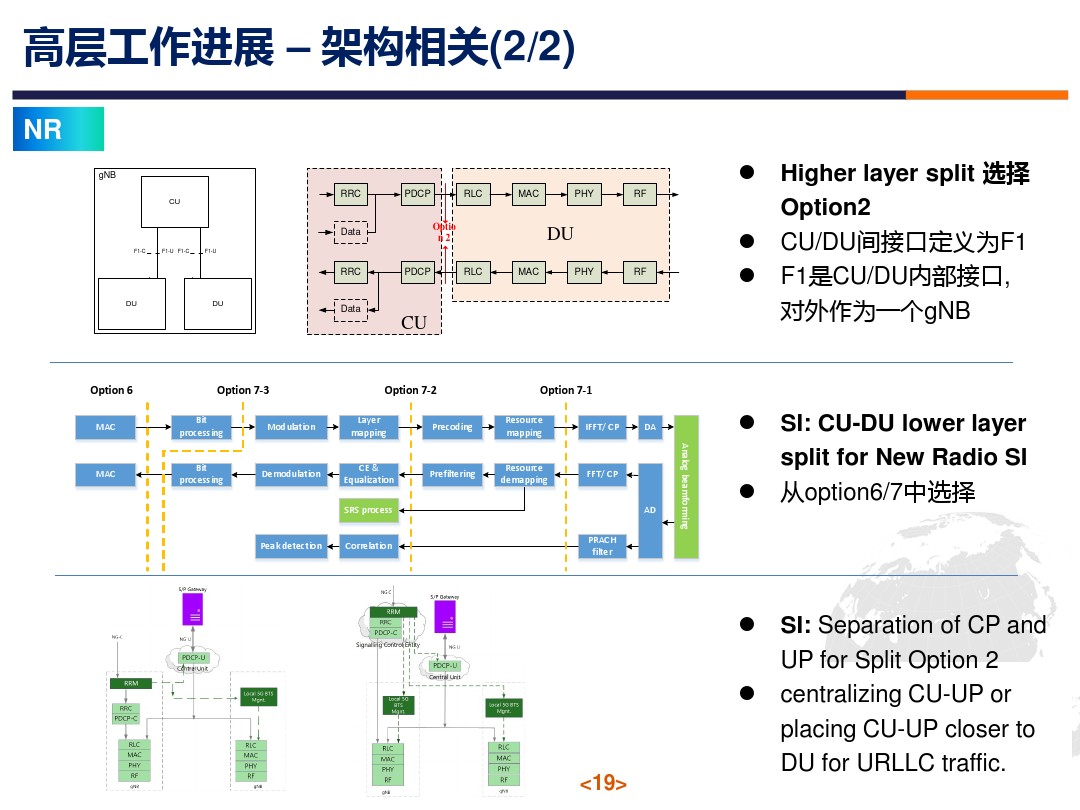 高层工作进展 – 架构相关(2/2)
NR
gNB
CU
F1-C
F1-U
F1-C
F1-U
DU
DU
RRC
PDCP
RLC
MAC
PHY
RF
Data
Optio
n 2
DU
RRC
PDCP
RLC
MAC
PHY
RF
Data
CU
Higher layer split 选择
Option2
CU/DU间接口定义为F1
F1是CU/DU内部接口,
对外作为一个gNB
Option 6
Option 7-3
Option 7-2
Option 7-1
MAC
Bit
processing
Modulation
Layer
mapping
Precoding
Resource
mapping
IFFT/ CP
DA
Analog beamforming
MAC
Bit
processing
Demodulation
CE &
Equalization
Prefiltering
Resource
demapping
FFT/ CP
AD
SRS process
Peak detection
Correlation
PRACH
filter
SI: CU-DU lower layer
split for New Radio SI
从option6/7中选择
S/P Gateway
NG-C
NG-U
PDCP-U
Central Unit
RRM
Local 5G BTS
Mgnt.
RRC
PDCP-C
RLC
MAC
PHY
RF
gNB
RLC
MAC
PHY
RF
gNB
NG-C
S/P Gateway
RRM
RRC
PDCP-C
Signalling Control Entity
NG-U
PDCP-U
Central Unit
Local 5G
BTS
Mgnt.
Local 5G BTS
Mgnt.
RLC
MAC
PHY
RF
gNB
RLC
MAC
PHY
RF
gNB
SI: Separation of CP and
UP for Split Option 2
centralizing CU-UP or
placing CU-UP closer to
DU for URLLC traffic.
<19>